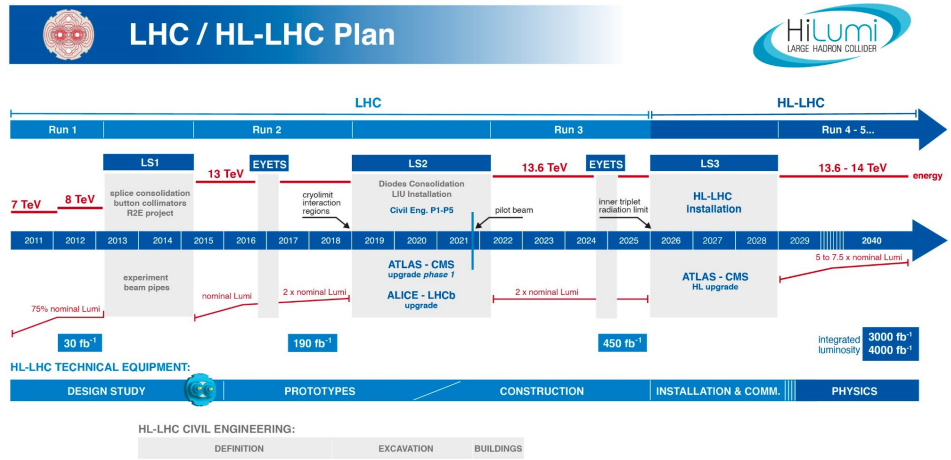 LHC / HL-LHC Plan
HiLumi
LARGE HADRON COLLIDER
LHC
HL-LHC
Run 1
Run 2
Run 3
Run 4 - 5...
LS1
EYETS
LS2
EYETS
LS3
13 TeV
13.6 TeV
13.6 - 14 TeV
energy
7 TeV
8 TeV
splice consolidation
button collimators
R2E project
cryolimit
interaction
regions
Diodes Consolidation
LIU Installation
Civil Eng. P1-P5
pilot beam
inner triplet
radiation limit
HL-LHC
installation
2011 2012 2013 2014 2015 2016 2017 2018 2019 2020 2021 2022 2023 2024 2025 2026 2027 2028 2029 2040
5 to 7.5 x nominal Lumi
experiment
beam pipes
ATLAS - CMS
upgrade phase 1
ALICE - LHCb
upgrade
ATLAS - CMS
HL upgrade
75% nominal Lumi
nominal Lumi
2 x nominal Lumi
2 x nominal Lumi
30 fb-1
190 fb-1
450 fb-1
integrated
luminosity
3000 fb-1
4000 fb-1
HL-LHC TECHNICAL EQUIPMENT:
DESIGN STUDY
PROTOTYPES
CONSTRUCTION
INSTALLATION & COMM.
PHYSICS
HL-LHC CIVIL ENGINEERING:
DEFINITION
EXCAVATION
BUILDINGS